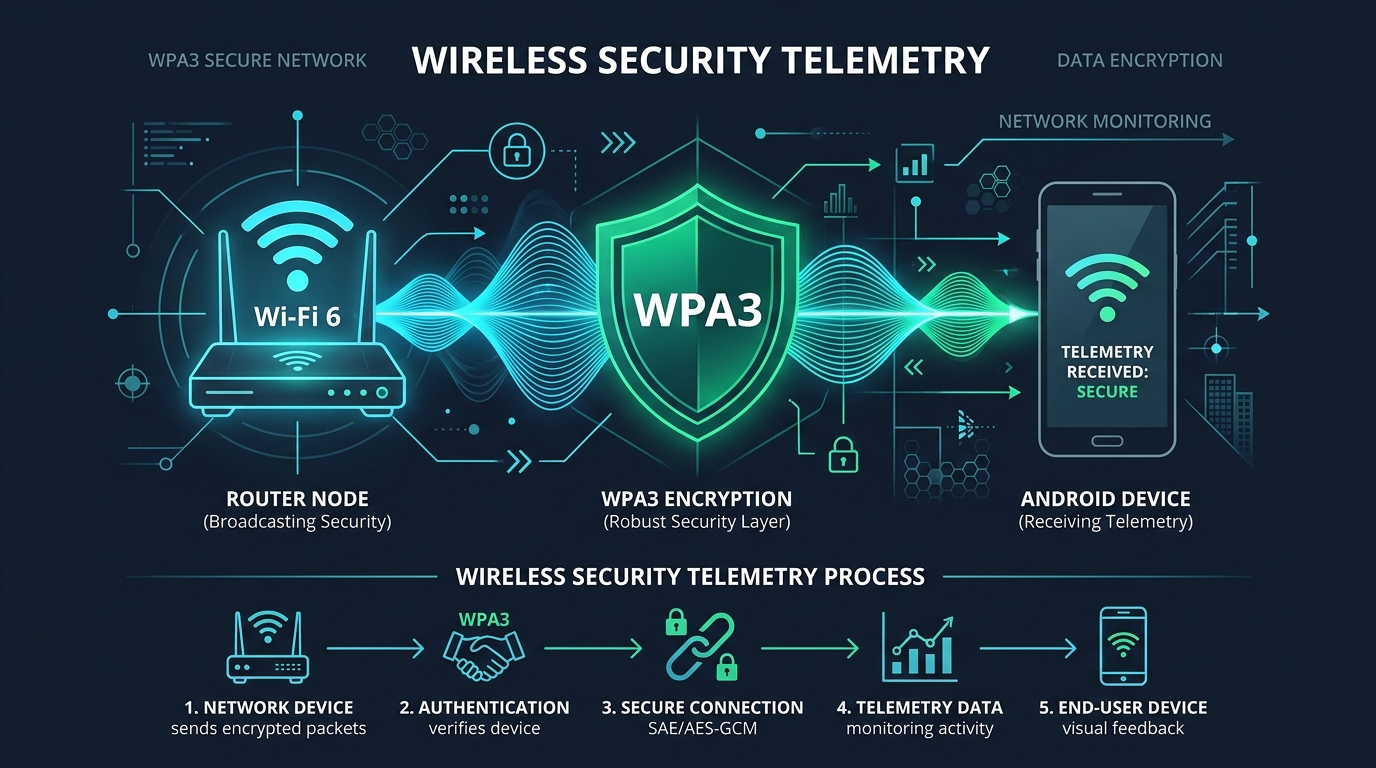 WPA3 SECURE NETWORK
WIRELESS SECURITY TELEMETRY
DATA ENCRYPTION
NETWORK MONITORING
Wi-Fi 6
WPA3
TELEMETRY
RECEIVED:
SECURE
ROUTER NODE
(Broadcasting Security)
WPA3 ENCRYPTION
(Robust Security Layer)
ANDROID DEVICE
(Receiving Telemetry)
WIRELESS SECURITY TELEMETRY PROCESS
WPA3
1. NETWORK DEVICE
sends encrypted packets
2. AUTHENTICATION
verifies device
3. SECURE CONNECTION
SAE/AES-GCM
4. TELEMETRY DATA
monitoring activity
5. END-USER DEVICE
visual feedback